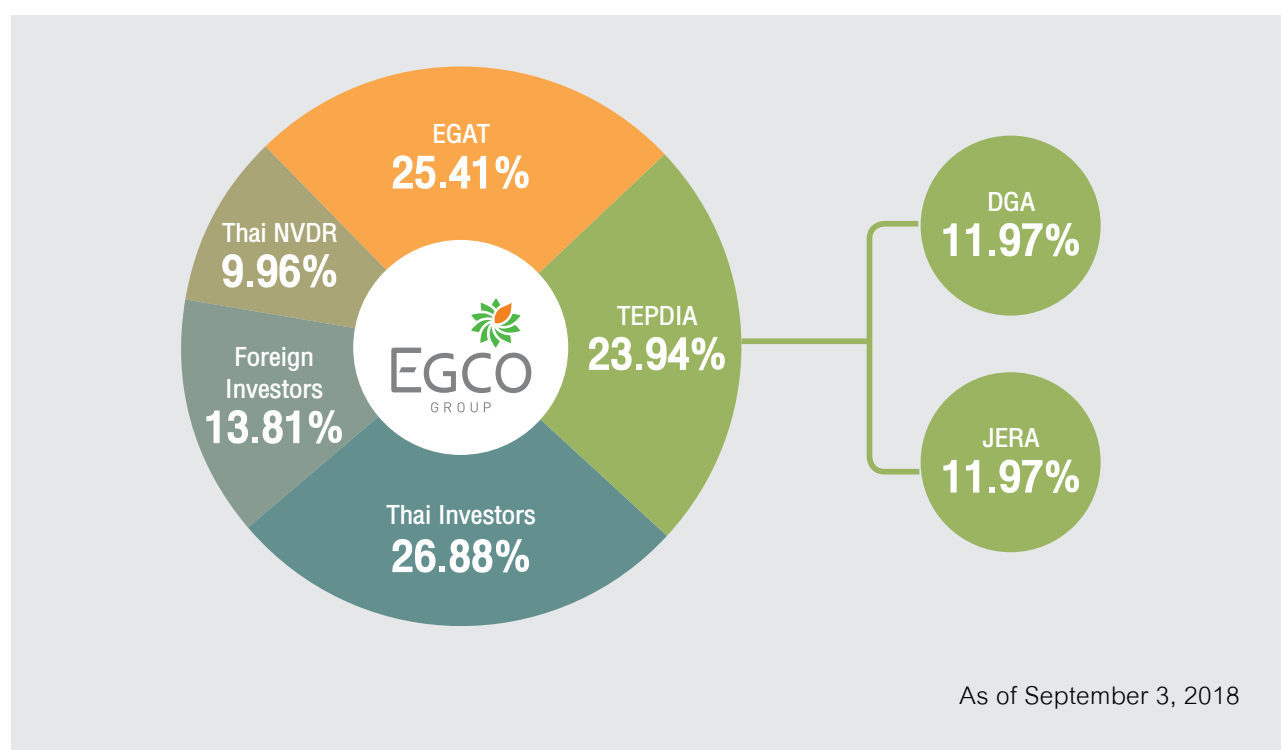 EGAT
25.41%
Thai NVDR
9.96%
Foreign
Investors
13.81%
EGCO
GROUP
TEPDIA
23.94%
Thai Investors
26.88%
DGA
11.97%
JERA
11.97%
As of September 3, 2018